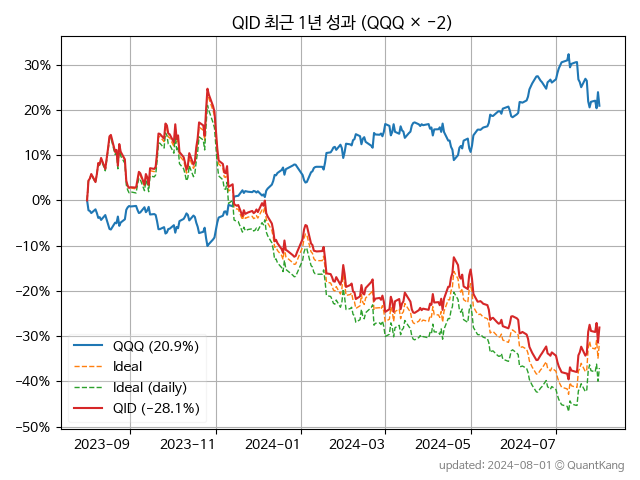 QID 최근 1년 성과 (QQQ × −2)
30%
20%
10%
0%
−10%
−20%
−30%
−40%
−50%
QQQ (20.9%)
Ideal
Ideal (daily)
QID (−28.1%)
2023-09
2023-11
2024-01
2024-03
2024-05
2024-07
updated: 2024-08-01 © QuantKang